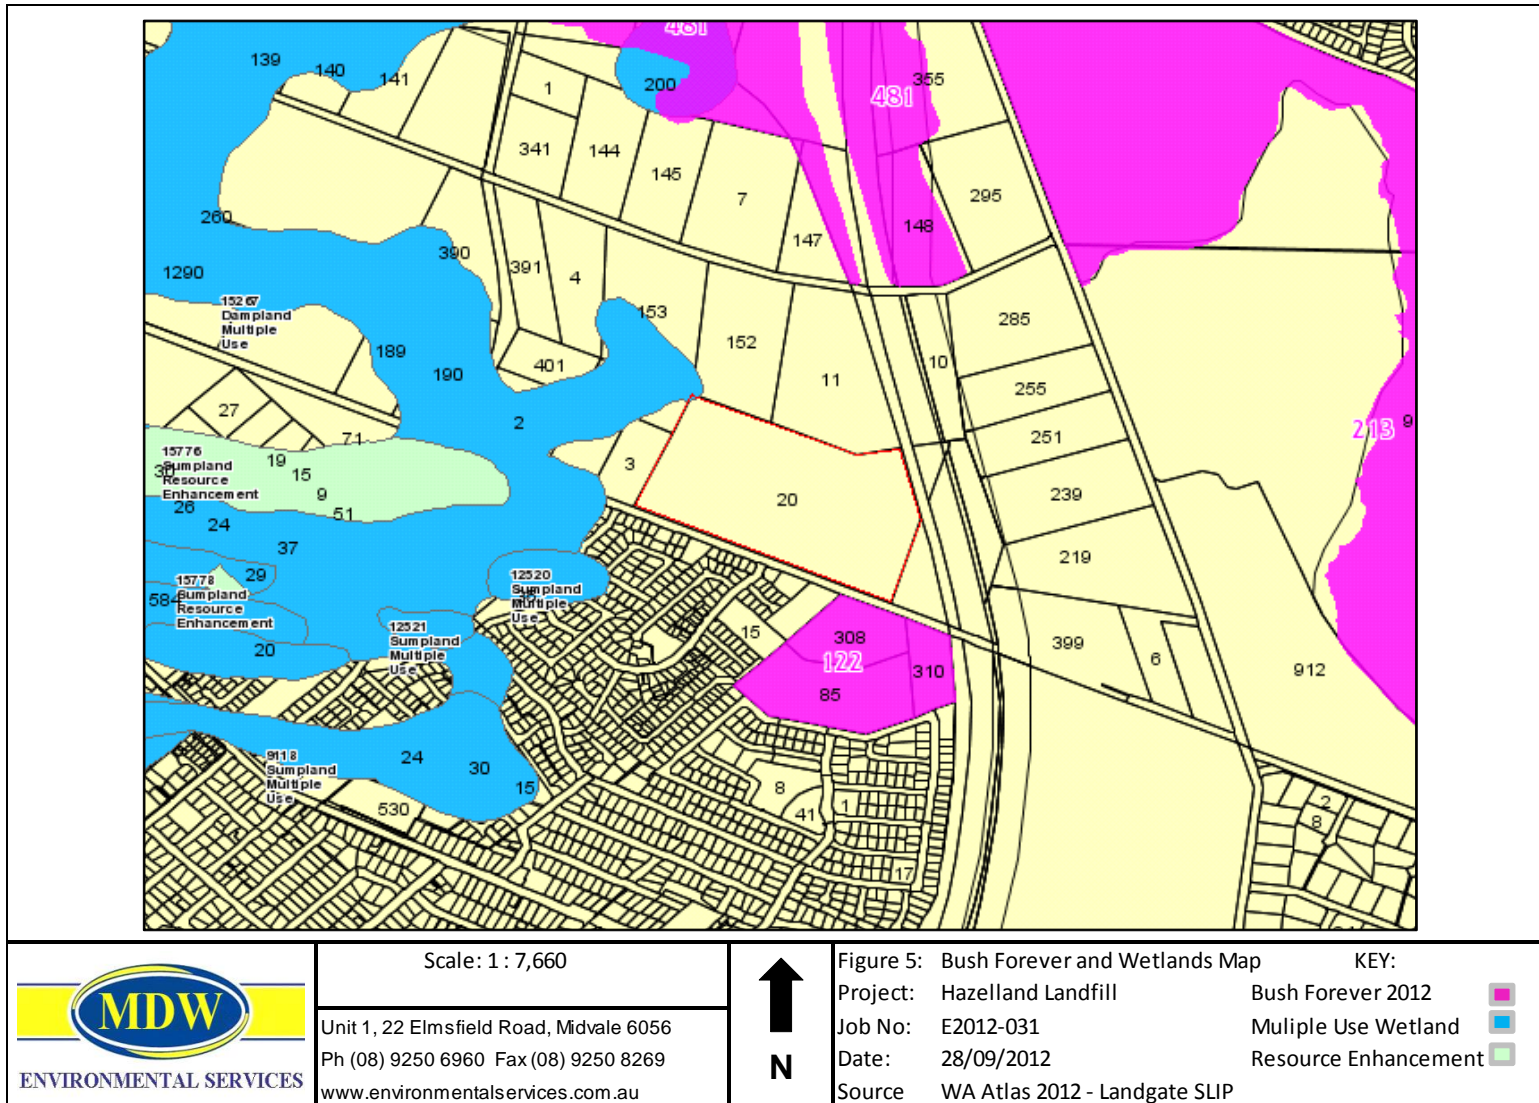 481
139
140
141
1
200
481
355
341
144
145
7
147
148
295
260
390
391
4
1290
15267
Dampland
Multiple
Use
153
152
285
189
190
401
11
10
255
27
2
251
213
9
71
15776
Sumpland
Resource
Enhancement
30
19
15
9
51
3
20
239
26
24
37
219
15778
Sumpland
Resource
Enhancement
29
584
12520
Sumpland
Multiple
Use
12521
Sumpland
Multiple
Use
20
15
308
122
310
85
399
6
912
9118
Sumpland
Multiple
Use
24
30
15
530
8
41
1
17
2
8
MDW
ENVIRONMENTAL SERVICES
Scale: 1 : 7,660
Unit 1, 22 Elmsfield Road, Midvale 6056
Ph (08) 9250 6960 Fax (08) 9250 8269
www.environmentalservices.com.au
N
Figure 5: Bush Forever and Wetlands Map
Project: Hazelland Landfill
Job No: E2012-031
Date: 28/09/2012
Source WA Atlas 2012 - Landgate SLIP
KEY:
Bush Forever 2012
Muliple Use Wetland
Resource Enhancement